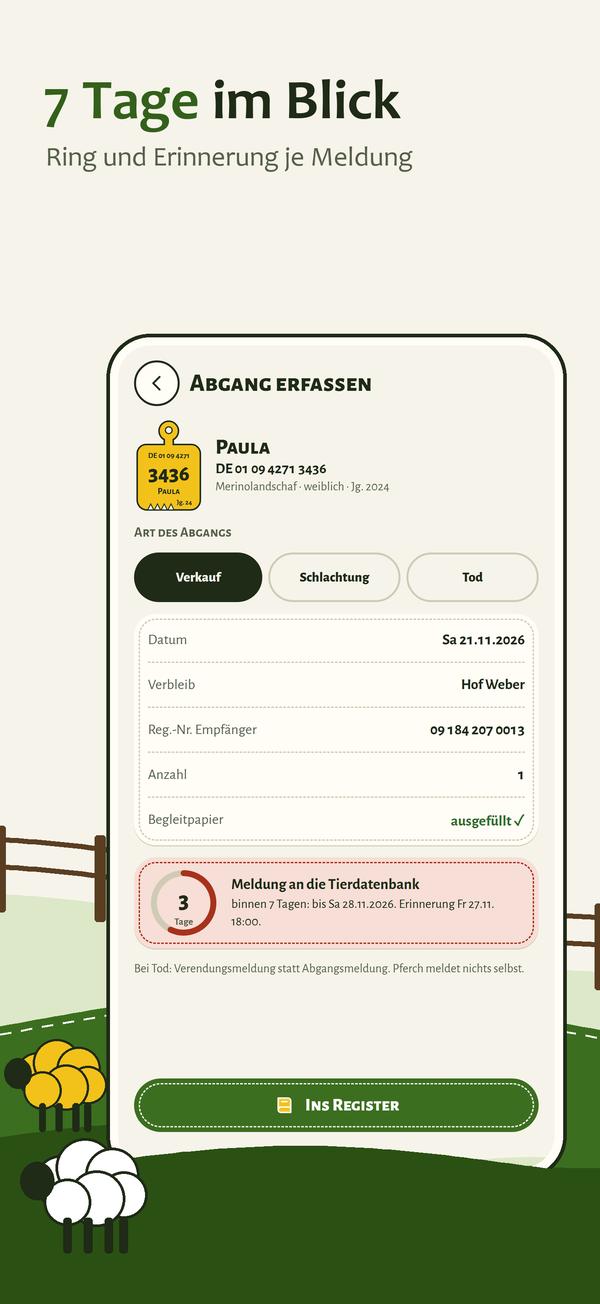 7 Tage im Blick
Ring und Erinnerung je Meldung
Abgang erfassen
DE 01 09 4271
3436
Paula
Jg. 24
Paula
DE 01 09 4271 3436
Merinolandschaf · weiblich · Jg. 2024
Art des Abgangs
Verkauf
Schlachtung
Tod
Datum
Sa 21.11.2026
Verbleib
Hof Weber
Reg.-Nr. Empfänger
09 184 207 0013
Anzahl
1
Begleitpapier
ausgefüllt ✓
3
Tage
Meldung an die Tierdatenbank
binnen 7 Tagen: bis Sa 28.11.2026. Erinnerung Fr 27.11.
18:00.
Bei Tod: Verendungsmeldung statt Abgangsmeldung. Pferch meldet nichts selbst.
Ins Register